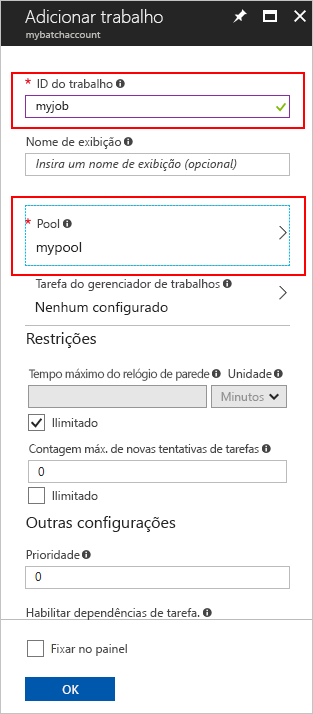 Adicionar trabalho
mybatchaccount
* ID do trabalho
myjob
Nome de exibição
Insira um nome de exibição (opcional)
* Pool
mypool
Tarefa do gerenciador de trabalhos
Nenhum configurado
Restrições
Tempo máximo do relógio de parede Unidade
Minutos
Ilimitado
Contagem máx. de novas tentativas de tarefas
0
Ilimitado
Outras configurações
Prioridade
0
Habilitar dependências de tarefa.
Fixar no painel
OK